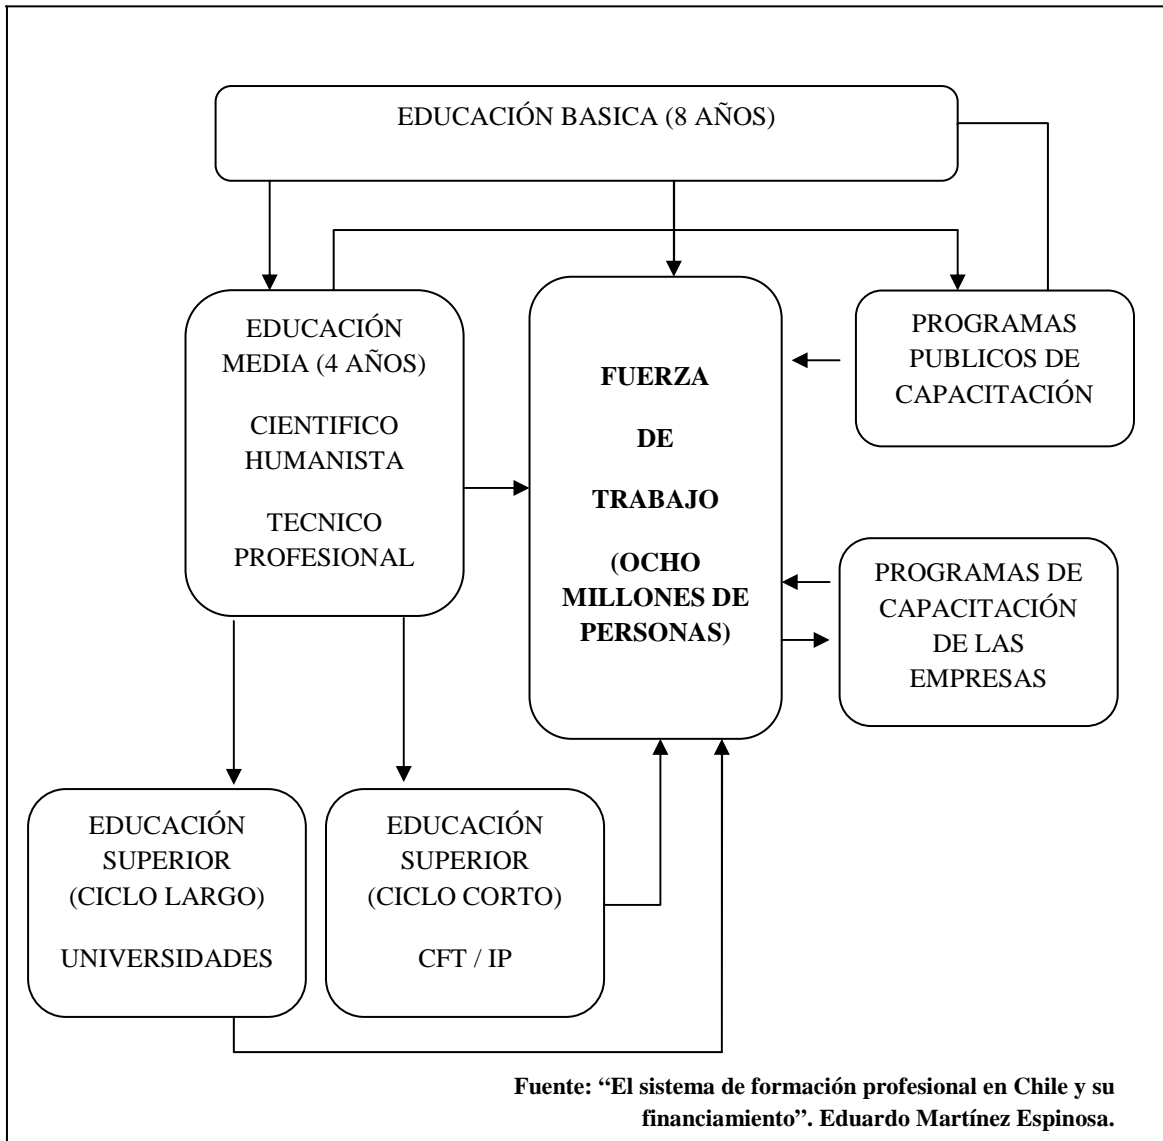 EDUCACIÓN BASICA (8 AÑOS)
EDUCACIÓN
MEDIA (4 AÑOS)
CIENTIFICO
HUMANISTA
TECNICO
PROFESIONAL
FUERZA
DE
TRABAJO
(OCHO
MILLONES DE
PERSONAS)
PROGRAMAS
PUBLICOS DE
CAPACITACIÓN
PROGRAMAS DE
CAPACITACIÓN
DE LAS
EMPRESAS
EDUCACIÓN
SUPERIOR
(CICLO LARGO)
UNIVERSIDADES
EDUCACIÓN
SUPERIOR
(CICLO CORTO)
CFT / IP
Fuente: “El sistema de formación profesional en Chile y su
financiamiento”. Eduardo Martínez Espinosa.